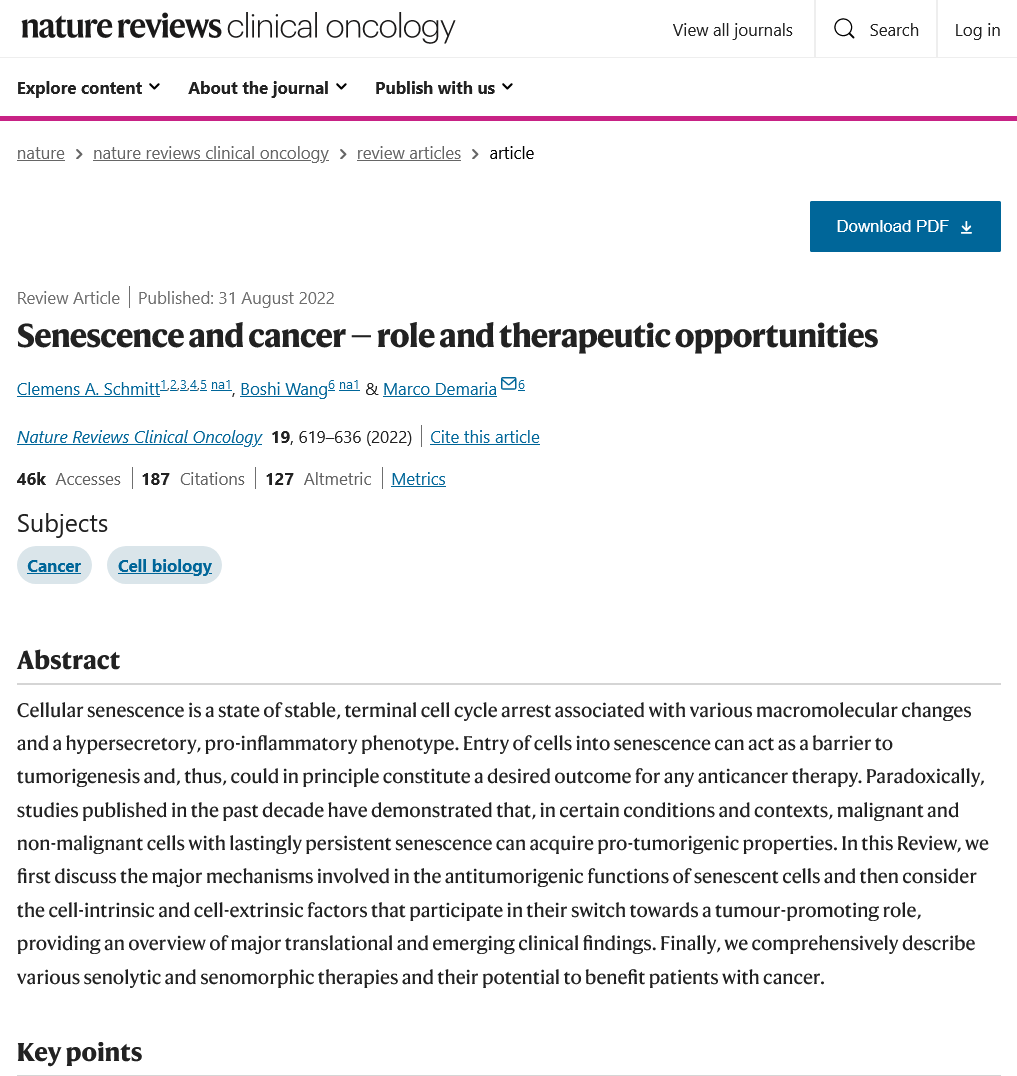 nature reviews clinical oncology
View all journals
Search
Log in
Explore content
About the journal
Publish with us
nature > nature reviews clinical oncology > review articles > article
Download PDF
Review Article | Published: 31 August 2022
Senescence and cancer — role and therapeutic opportunities
Clemens A. Schmitt1,2,3,4,5 na1, Boshi Wang6 na1 & Marco Demaria 6
Nature Reviews Clinical Oncology 19, 619–636 (2022) | Cite this article
46k Accesses | 187 Citations | 127 Altmetric | Metrics
Subjects
Cancer Cell biology
Abstract
Cellular senescence is a state of stable, terminal cell cycle arrest associated with various macromolecular changes
and a hypersecretory, pro-inflammatory phenotype. Entry of cells into senescence can act as a barrier to
tumorigenesis and, thus, could in principle constitute a desired outcome for any anticancer therapy. Paradoxically,
studies published in the past decade have demonstrated that, in certain conditions and contexts, malignant and
non-malignant cells with lastingly persistent senescence can acquire pro-tumorigenic properties. In this Review, we
first discuss the major mechanisms involved in the antitumorigenic functions of senescent cells and then consider
the cell-intrinsic and cell-extrinsic factors that participate in their switch towards a tumour-promoting role,
providing an overview of major translational and emerging clinical findings. Finally, we comprehensively describe
various senolytic and senomorphic therapies and their potential to benefit patients with cancer.
Key points